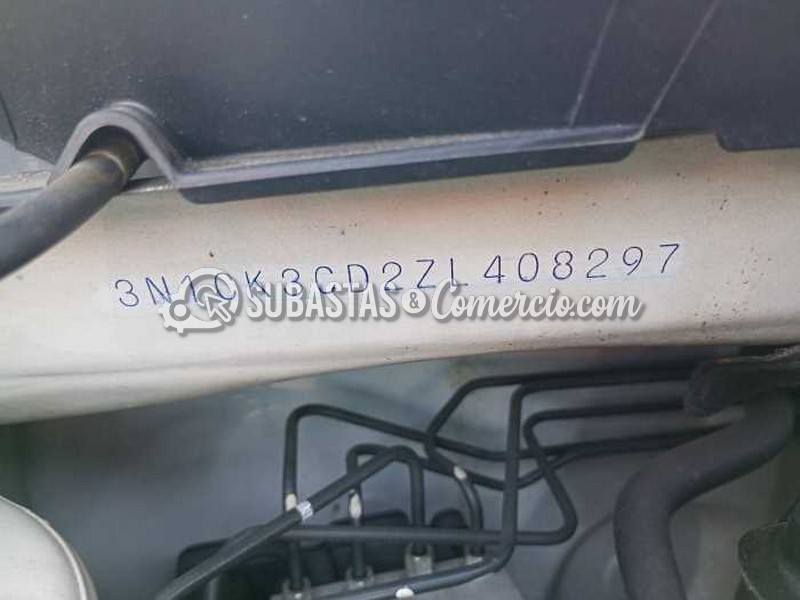 3N1CK3CD2ZL408297
SUBASTAS & Comercio.com